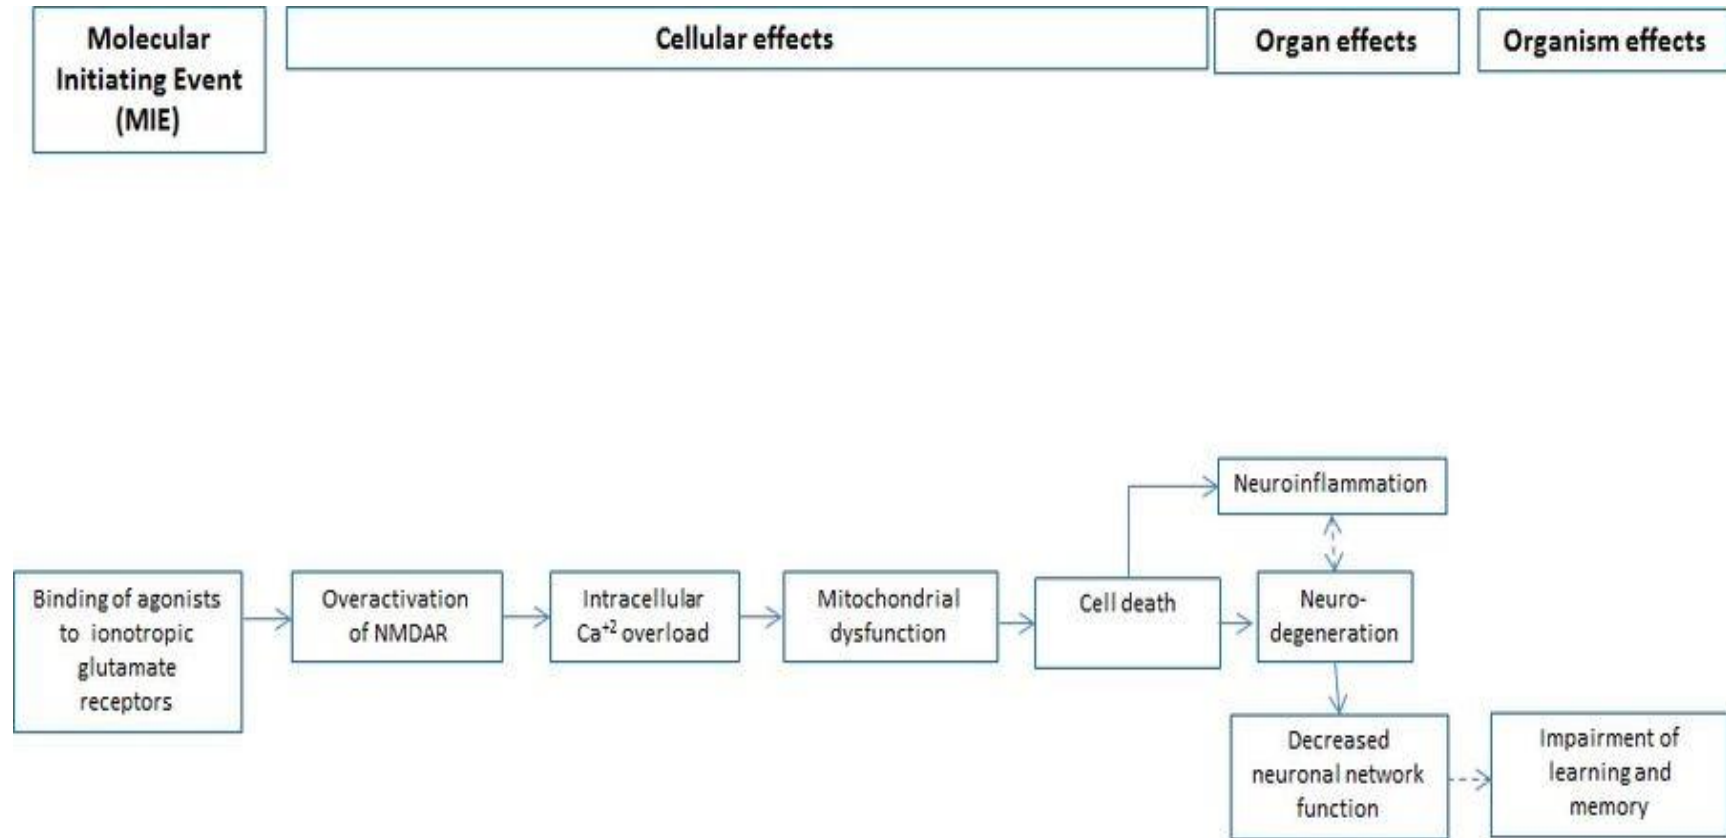 Molecular
Initiating Event
(MIE)
Cellular effects
Organ effects
Organism effects
Neuroinflammation
Binding of agonists
to ionotropic
glutamate
receptors
Overactivation
of NMDAR
Intracellular
Ca⁺² overload
Mitochondrial
dysfunction
Cell death
Neuro-
degeneration
Decreased
neuronal network
function
Impairment of
learning and
memory